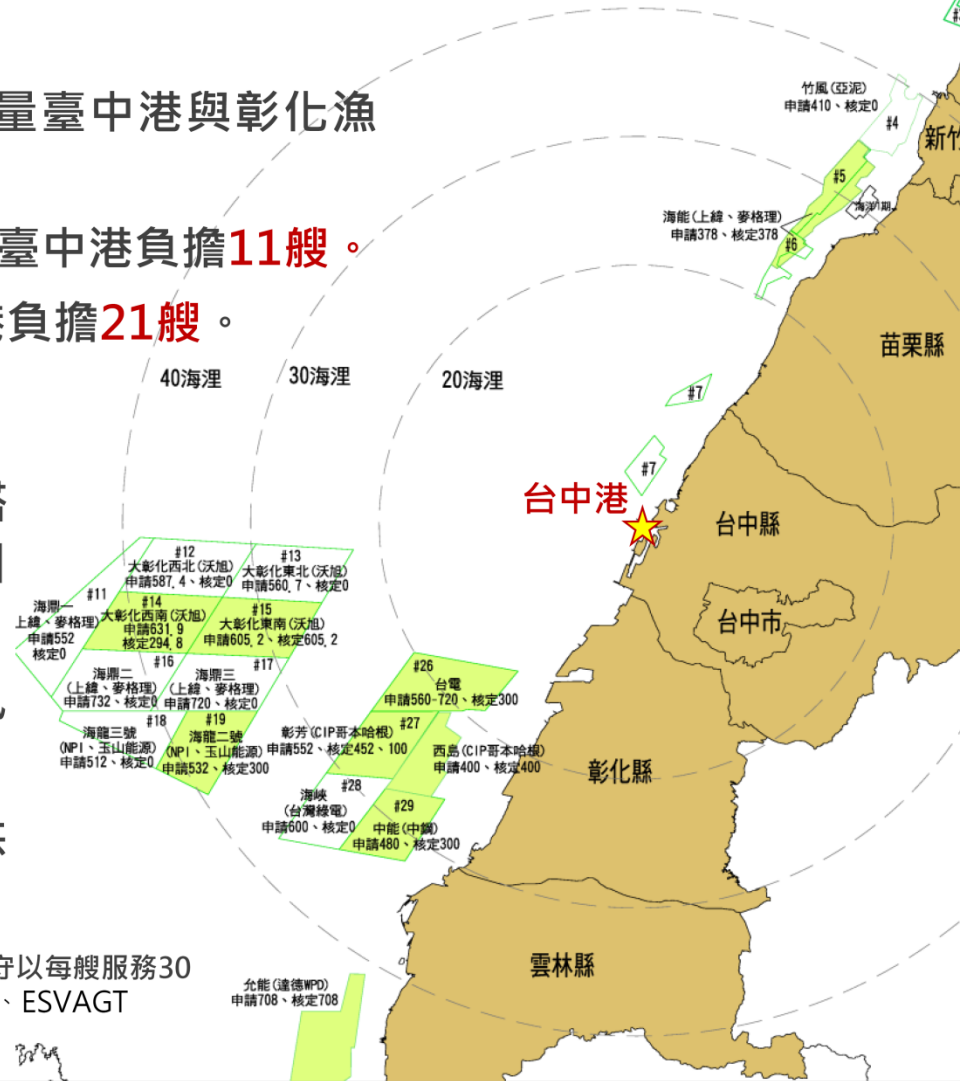 量臺中港與彰化漁
臺中港負擔11艘。
負擔21艘。
40海浬
30海浬
20海浬
竹風(亞泥)
申請410、核定0
#4
新竹
#5
海洋1期
海能(上緯、麥格理)
申請378、核定378
#6
苗栗縣
#7
#7
台中港
台中縣
台中市
#12
大彰化西北(沃旭)
申請587.4、核定0
#13
大彰化東北(沃旭)
申請560.7、核定0
#11
海鼎一
上緯、麥格理)
申請552
核定0
#14
大彰化西南(沃旭)
申請631.9
核定294.8
#15
大彰化東南(沃旭)
申請605.2、核定605.2
#16
海鼎二
(上緯、麥格理)
申請732、核定0
#17
海鼎三
(上緯、麥格理)
申請720、核定0
#18
海龍三號
(NPI、玉山能源)
申請512、核定0
#19
海龍二號
(NPI、玉山能源)
申請532、核定300
#26
台電
申請560-720、核定300
#27
彰芳(CIP哥本哈根)
申請552、核定452、100
西島(CIP哥本哈根)
申請400、核定400
#28
海峽
(台灣綠電)
申請600、核定0
#29
中能(中鋼)
申請480、核定300
彰化縣
雲林縣
以每艘服務30
、ESVAGT
允能(達德WPD)
申請708、核定708